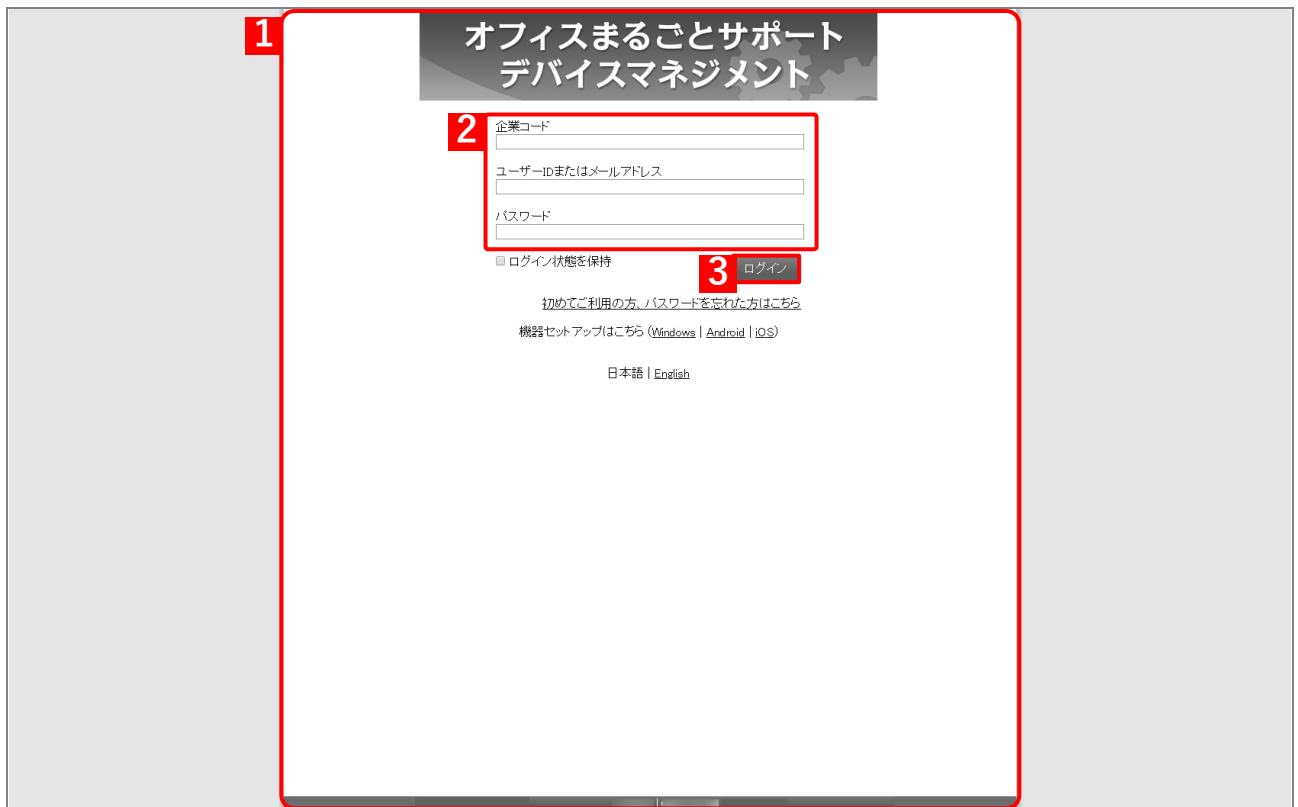 1
オフィスまるごとサポート
デバイスマネジメント
2
企業コード
ユーザーIDまたはメールアドレス
パスワード
ログイン状態を保持
3
ログイン
初めてご利用の方、パスワードを忘れた方はこちら
機器セットアップはこちら (Windows | Android | iOS)
日本語 | English